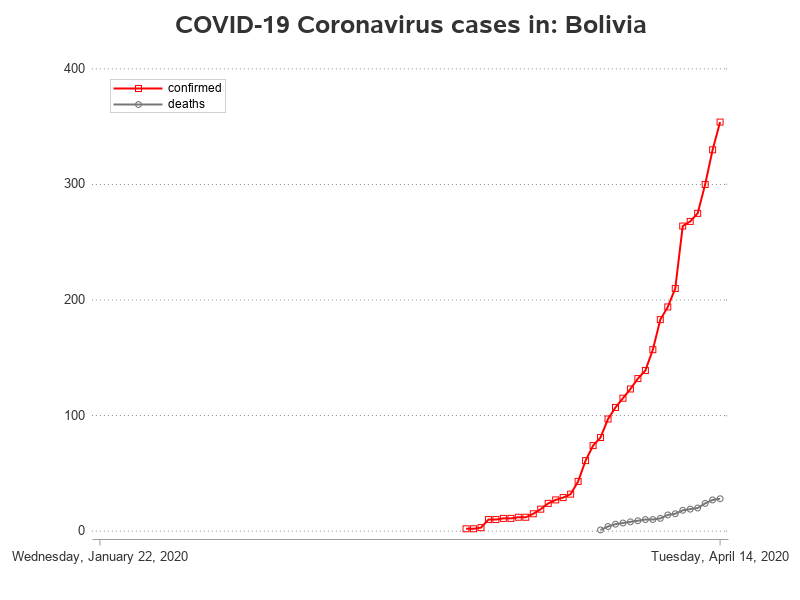 COVID-19 Coronavirus cases in: Bolivia
400
confirmed
deaths
300
200
100
0
Wednesday, January 22, 2020
Tuesday, April 14, 2020